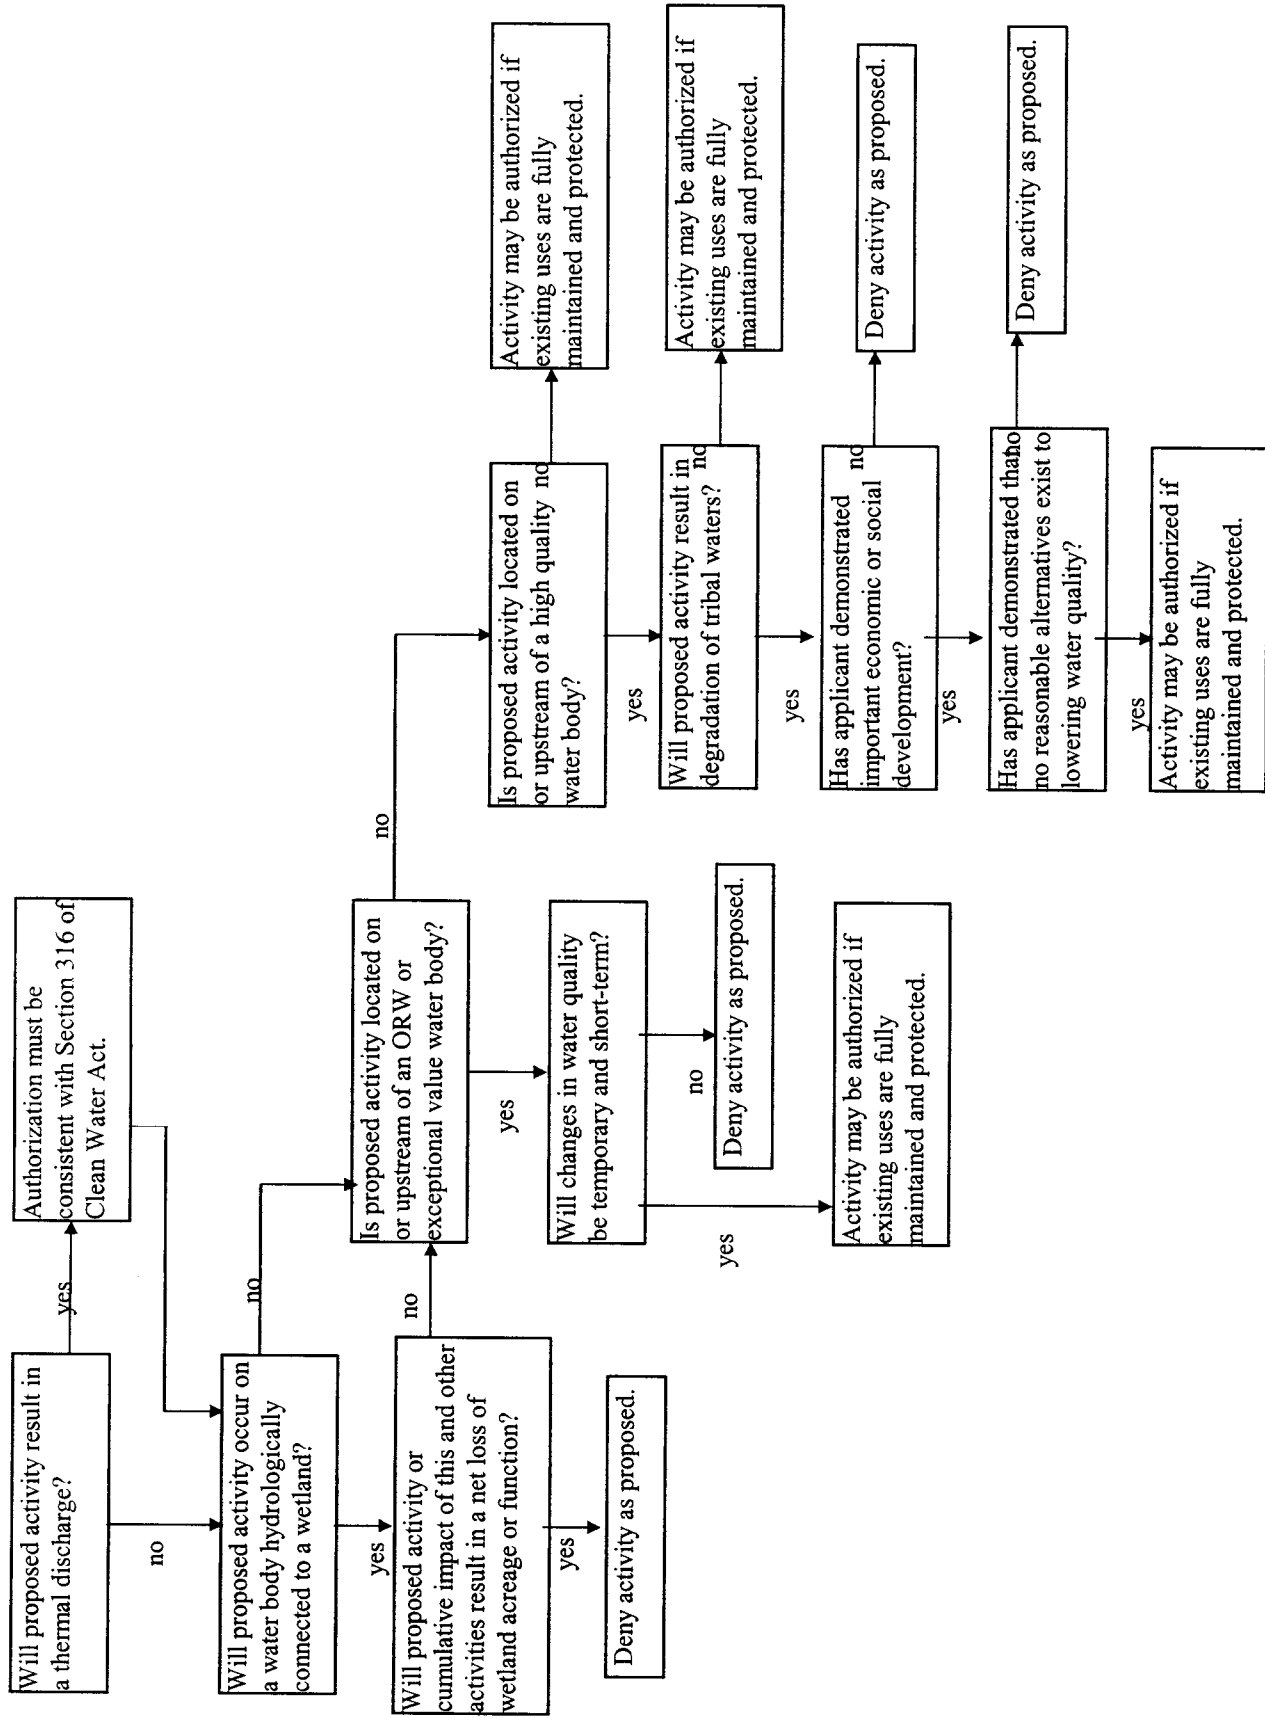 Will proposed activity result in
a thermal discharge?
yes
Authorization must be
consistent with Section 316 of
Clean Water Act.
no
Will proposed activity occur on
a water body hydrologically
connected to a wetland?
no
yes
Will proposed activity or
cumulative impact of this and other
activities result in a net loss of
wetland acreage or function?
no
yes
Deny activity as proposed.
Is proposed activity located on
or upstream of an ORW or
exceptional value water body?
no
yes
Will changes in water quality
be temporary and short-term?
no
Deny activity as proposed.
yes
Activity may be authorized if
existing uses are fully
maintained and protected.
Is proposed activity located on
or upstream of a high quality
water body?
no
Activity may be authorized if
existing uses are fully
maintained and protected.
yes
Will proposed activity result in
degradation of tribal waters?
no
Activity may be authorized if
existing uses are fully
maintained and protected.
yes
Has applicant demonstrated
important economic or social
development?
no
Deny activity as proposed.
yes
Has applicant demonstrated that
no reasonable alternatives exist to
lowering water quality?
no
Deny activity as proposed.
yes
Activity may be authorized if
existing uses are fully
maintained and protected.